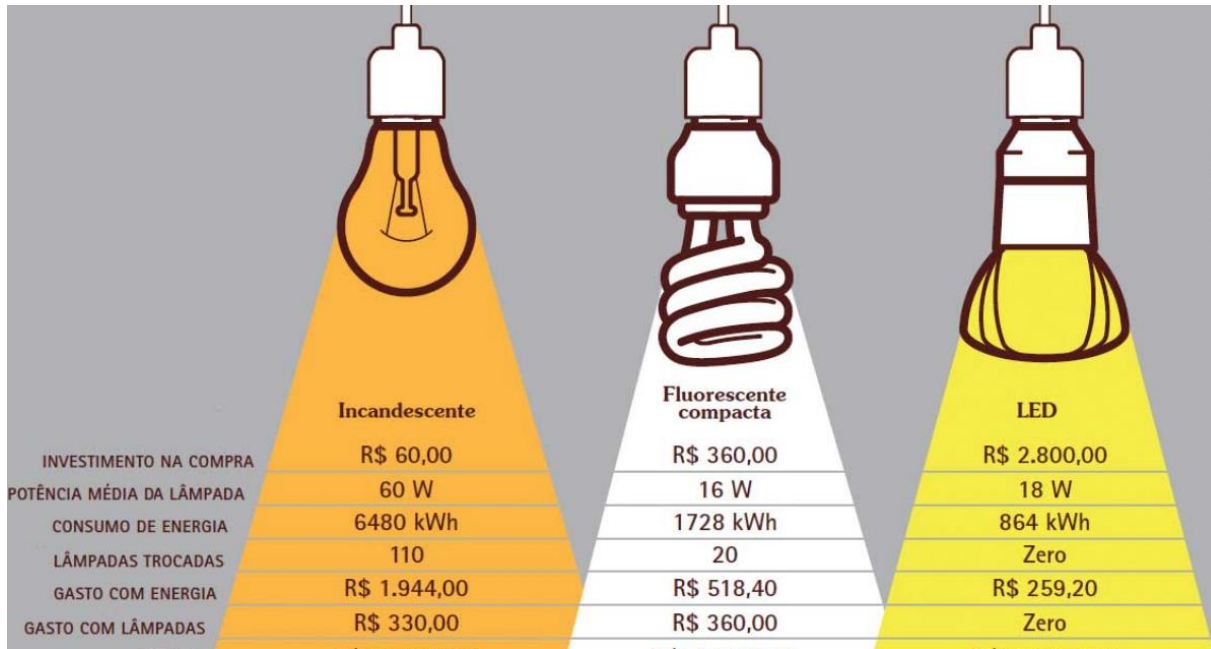 Incandescente
Fluorescente
compacta
LED
INVESTIMENTO NA COMPRA R$ 60,00 R$ 360,00 R$ 2.800,00
POTÊNCIA MÉDIA DA LÂMPADA 60 W 16 W 18 W
CONSUMO DE ENERGIA 6480 kWh 1728 kWh 864 kWh
LÂMPADAS TROCADAS 110 20 Zero
GASTO COM ENERGIA R$ 1.944,00 R$ 518,40 R$ 259,20
GASTO COM LÂMPADAS R$ 330,00 R$ 360,00 Zero